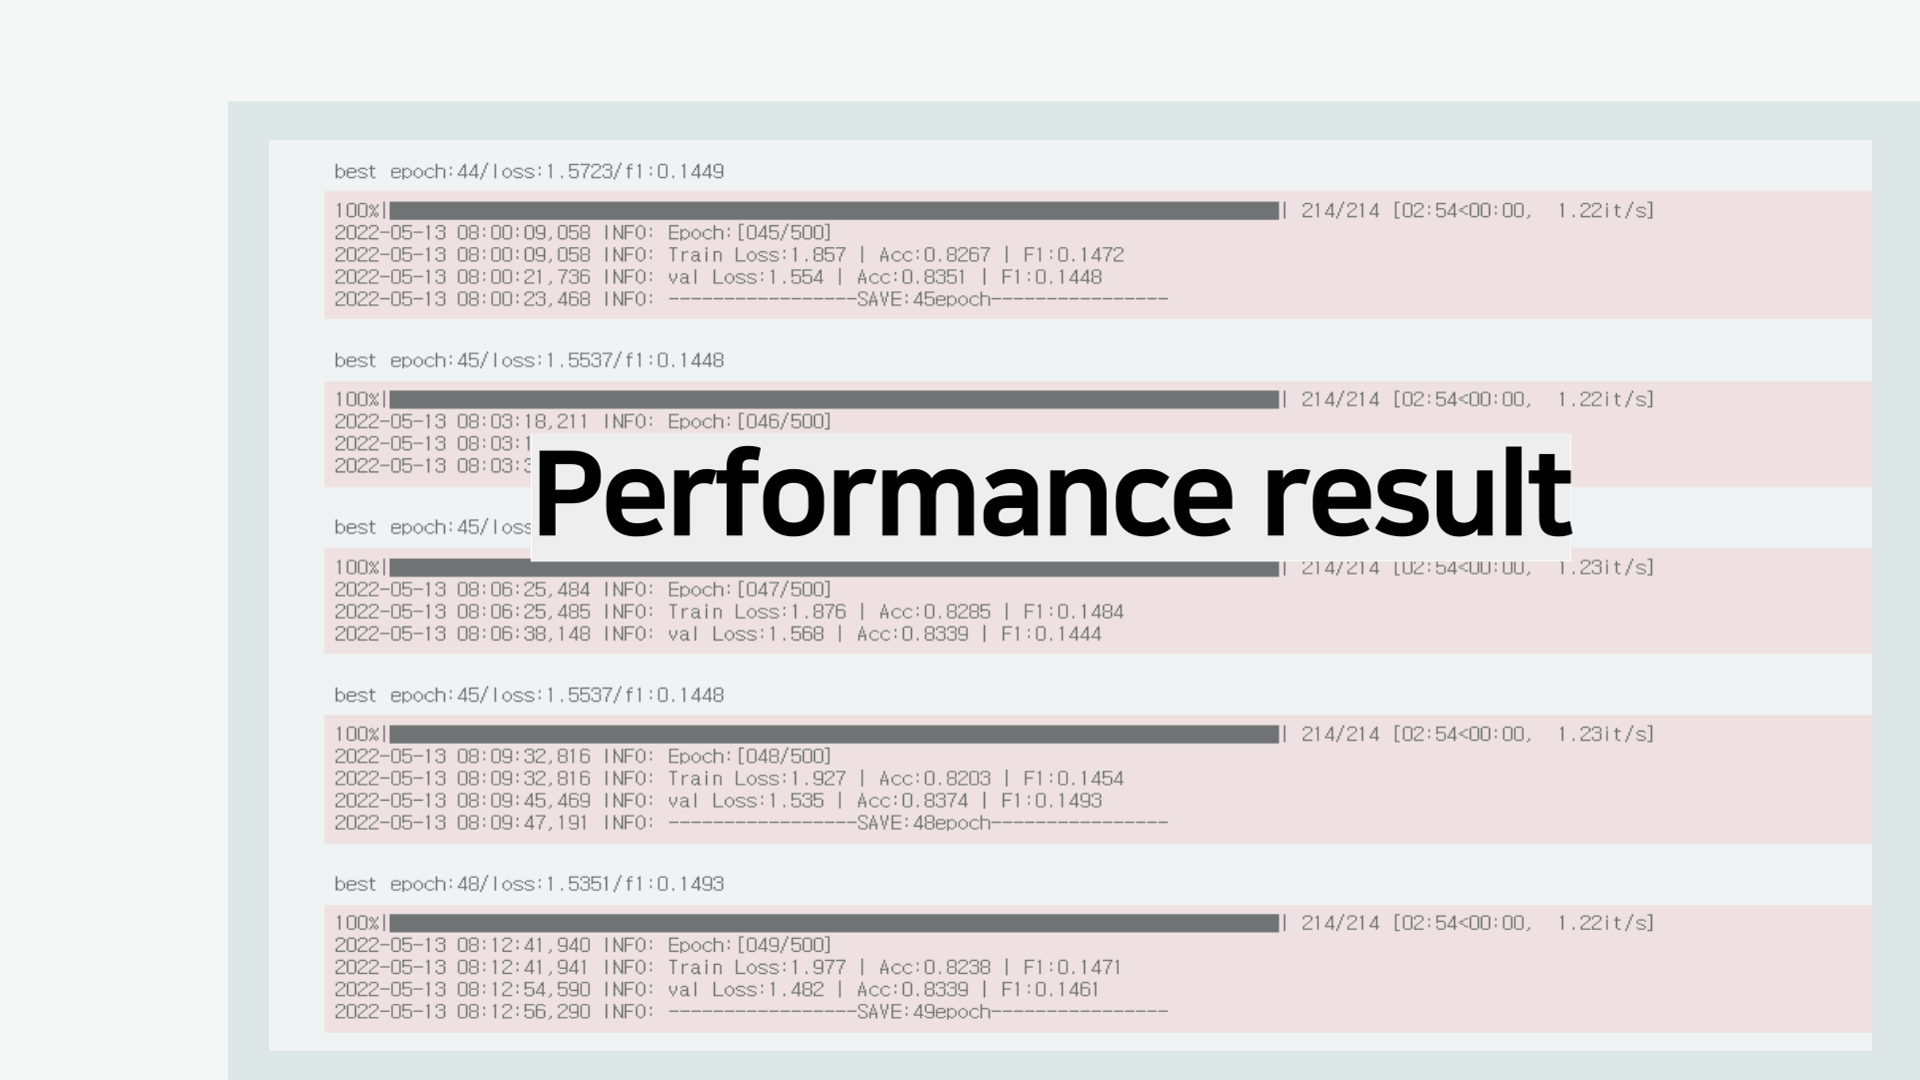 best epoch:44/loss:1.5723/f1:0.1449
100%| | 214/214 [02:54<00:00, 1.22it/s]
2022-05-13 08:00:09,058 INFO: Epoch:[045/500]
2022-05-13 08:00:09,058 INFO: Train Loss:1.857 | Acc:0.8267 | F1:0.1472
2022-05-13 08:00:21,736 INFO: val Loss:1.554 | Acc:0.8351 | F1:0.1448
2022-05-13 08:00:23,468 INFO: -----------------SAVE:45epoch----------------
best epoch:45/loss:1.5537/f1:0.1448
100%| | 214/214 [02:54<00:00, 1.22it/s]
2022-05-13 08:03:18,211 INFO: Epoch:[046/500]
2022-05-13 08:03:1
2022-05-13 08:03:3
Performance result
best epoch:45/loss
100%| | 214/214 [02:54<00:00, 1.23it/s]
2022-05-13 08:06:25,484 INFO: Epoch:[047/500]
2022-05-13 08:06:25,485 INFO: Train Loss:1.876 | Acc:0.8285 | F1:0.1484
2022-05-13 08:06:38,148 INFO: val Loss:1.568 | Acc:0.8339 | F1:0.1444
best epoch:45/loss:1.5537/f1:0.1448
100%| | 214/214 [02:54<00:00, 1.23it/s]
2022-05-13 08:09:32,816 INFO: Epoch:[048/500]
2022-05-13 08:09:32,816 INFO: Train Loss:1.927 | Acc:0.8203 | F1:0.1454
2022-05-13 08:09:45,469 INFO: val Loss:1.535 | Acc:0.8374 | F1:0.1493
2022-05-13 08:09:47,191 INFO: -----------------SAVE:48epoch----------------
best epoch:48/loss:1.5351/f1:0.1493
100%| | 214/214 [02:54<00:00, 1.22it/s]
2022-05-13 08:12:41,940 INFO: Epoch:[049/500]
2022-05-13 08:12:41,941 INFO: Train Loss:1.977 | Acc:0.8238 | F1:0.1471
2022-05-13 08:12:54,590 INFO: val Loss:1.482 | Acc:0.8339 | F1:0.1461
2022-05-13 08:12:56,290 INFO: -----------------SAVE:49epoch----------------